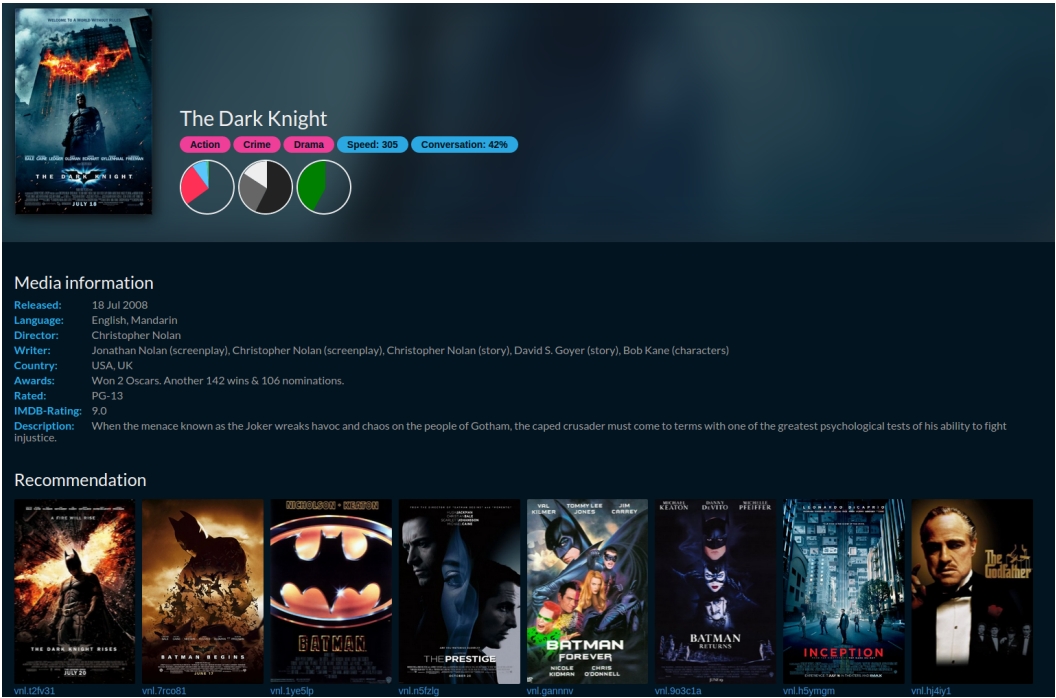 WELCOME TO A WORLD WITHOUT RULES.
BALE CAINE LEDGER OLDMAN ECKHART GYLLENHAAL FREEMAN
THE DARK KNIGHT
JULY 18
The Dark Knight
Action Crime Drama Speed: 305 Conversation: 42%
Media information
Released: 18 Jul 2008
Language: English, Mandarin
Director: Christopher Nolan
Writer: Jonathan Nolan (screenplay), Christopher Nolan (screenplay), Christopher Nolan (story), David S. Goyer (story), Bob Kane (characters)
Country: USA, UK
Awards: Won 2 Oscars. Another 142 wins & 106 nominations.
Rated: PG-13
IMDB-Rating: 9.0
Description: When the menace known as the Joker wreaks havoc and chaos on the people of Gotham, the caped crusader must come to terms with one of the greatest psychological tests of his ability to fight
injustice.
Recommendation
A FIRE WILL RISE
THE DARK KNIGHT RISES
JULY 20
BATMAN BEGINS
JUNE 17
NICHOLSON • KEATON
BATMAN
THE PRESTIGE
VAL KILMER
TOMMY LEE JONES
JIM CARREY
BATMAN
FOREVER
NICOLE KIDMAN
CHRIS O'DONNELL
MICHAEL KEATON
DANNY DEVITO
MICHELLE PFEIFFER
BATMAN
RETURNS
LEONARDO DICAPRIO
INCEPTION
The
Godfather
vnl.t2fv31
vnl.7rco81
vnl.1ye5lp
vnl.n5fzlg
vnl.gannnv
vnl.9o3c1a
vnl.h5ymgm
vnl.hj4iy1